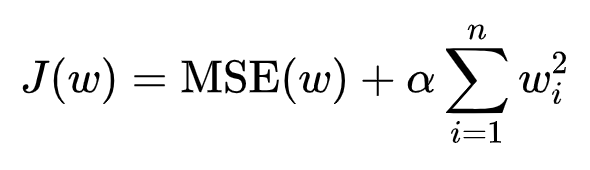 J(w) = MSE(w) + α ∑_{i=1}^{n} w_i^2